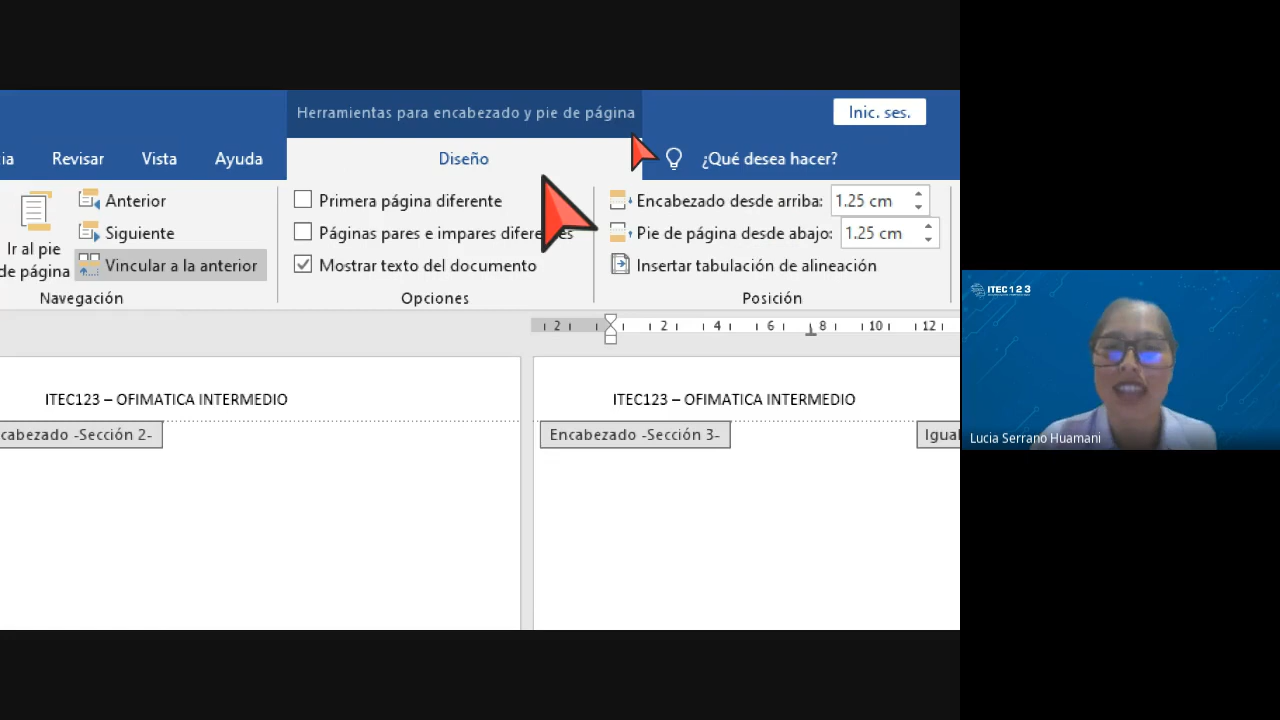 Herramientas para encabezado y pie de página
Inic. ses.
ia Revisar Vista Ayuda Diseño ¿Qué desea hacer?
Anterior
Siguiente
Vincular a la anterior
Ir al pie
de página
Navegación
Primera página diferente
Páginas pares e impares diferentes
Mostrar texto del documento
Opciones
Encabezado desde arriba: 1.25 cm
Pie de página desde abajo: 1.25 cm
Insertar tabulación de alineación
Posición
2 2 4 6 8 10 12
ITEC123 – OFIMATICA INTERMEDIO
cabezado -Sección 2-
ITEC123 – OFIMATICA INTERMEDIO
Encabezado -Sección 3-
Igual
ITEC123
Lucia Serrano Huamani